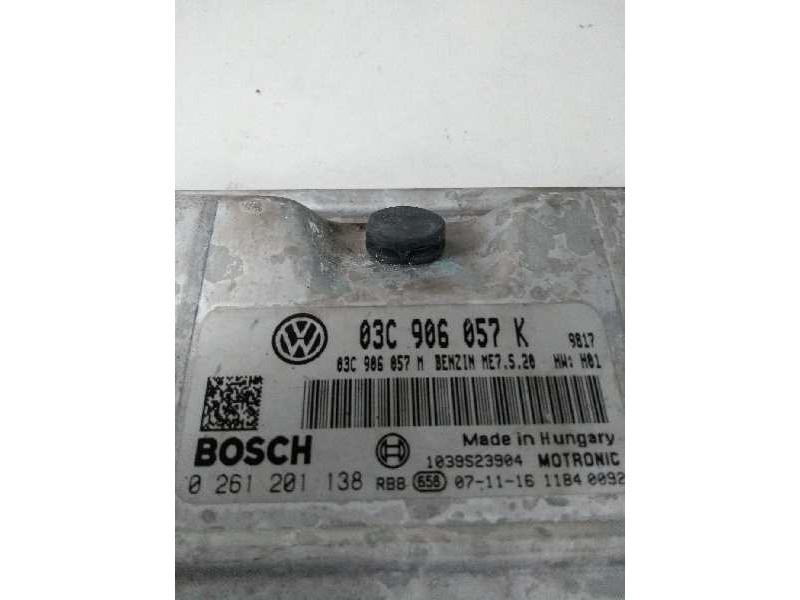 03C 906 057 K 9817
03C 906 057 M BENZIN ME7.5.20 HW: H01
BOSCH Made in Hungary
1039S23904 MOTRONIC
0 261 201 138 RBB 656 07-11-16 1184 0092